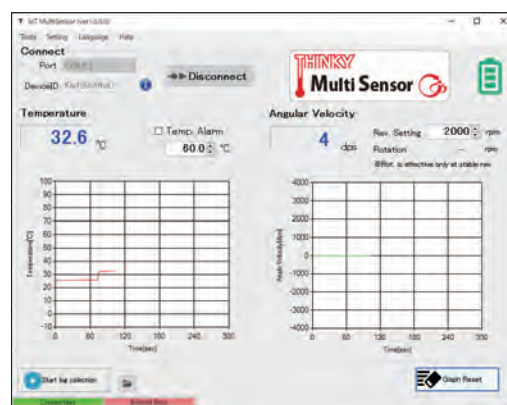 IoT MultiSensor
Tools Setting Language Help
Connect
Port
DeviceID
Disconnect
THINKY
Multi Sensor
Temperature
32.6 ℃
Temp. Alarm
60.0 ℃
Angular Velocity
4 dps
Rev. Setting 2000 rpm
Rotation -- rpm
※Rot. is effective only at stable rev.
100
90
80
70
60
50
40
30
20
10
0
-10
Temperature[℃]
0 60 120 180 240 300
Time[sec]
4000
3000
2000
1000
0
-1000
-2000
-3000
-4000
0 60 120 180 240 300
Time[sec]
Start log collection
Graph Reset